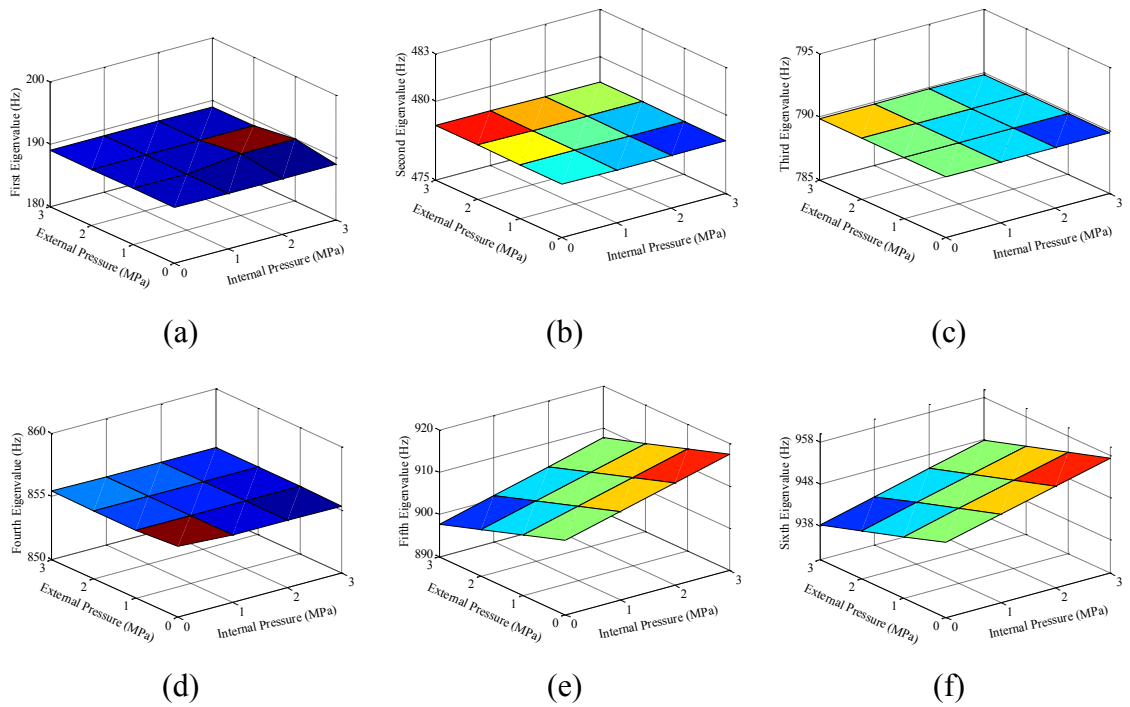 200
190
180
First Eigenvalue (Hz)
3
2
1
0
External Pressure (MPa)
0
1
2
3
Internal Pressure (MPa)
(a)
483
480
475
Second Eigenvalue (Hz)
3
2
1
0
External Pressure (MPa)
0
1
2
3
Internal Pressure (MPa)
(b)
795
790
785
Third Eigenvalue (Hz)
3
2
1
0
External Pressure (MPa)
0
1
2
3
Internal Pressure (MPa)
(c)
860
855
850
Fourth Eigenvalue (Hz)
3
2
1
0
External Pressure (MPa)
0
1
2
3
Internal Pressure (MPa)
(d)
920
910
900
890
Fifth Eigenvalue (Hz)
3
2
1
0
External Pressure (MPa)
0
1
2
3
Internal Pressure (MPa)
(e)
958
948
938
Sixth Eigenvalue (Hz)
3
2
1
0
External Pressure (MPa)
0
1
2
3
Internal Pressure (MPa)
(f)